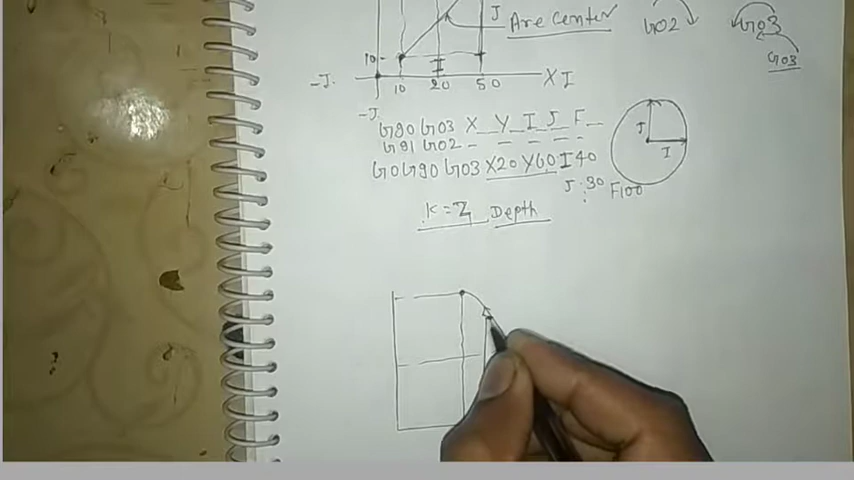 J Arc Center
G02
G03
G03
10
I
-J.
10 20 50 X I
-J.
G90 G03 X_ Y_ I_ J_ F_
G91 G02 - - - - -
G0 G90 G03 X20 Y60 I40
J:30 F100
J
I
K=Z Depth